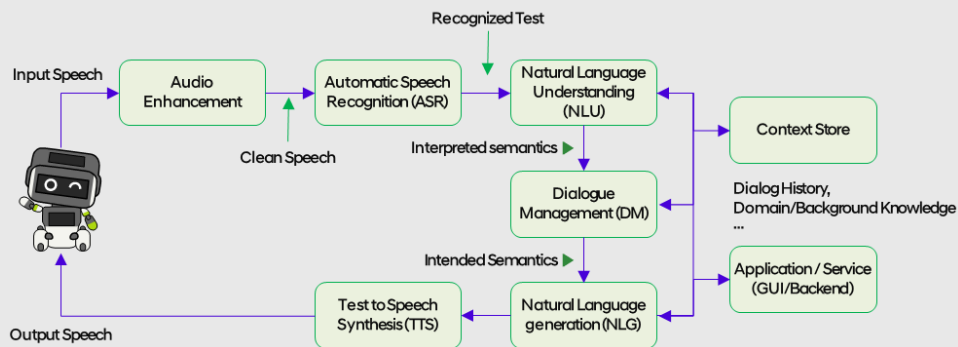 Recognized Test
Input Speech
Audio
Enhancement
Automatic Speech
Recognition (ASR)
Natural Language
Understanding
(NLU)
Clean Speech
Interpreted semantics
Context Store
Dialogue
Management (DM)
Dialog History,
Domain/Background Knowledge
...
Intended Semantics
Application / Service
(GUI/Backend)
Test to Speech
Synthesis (TTS)
Natural Language
generation (NLG)
Output Speech